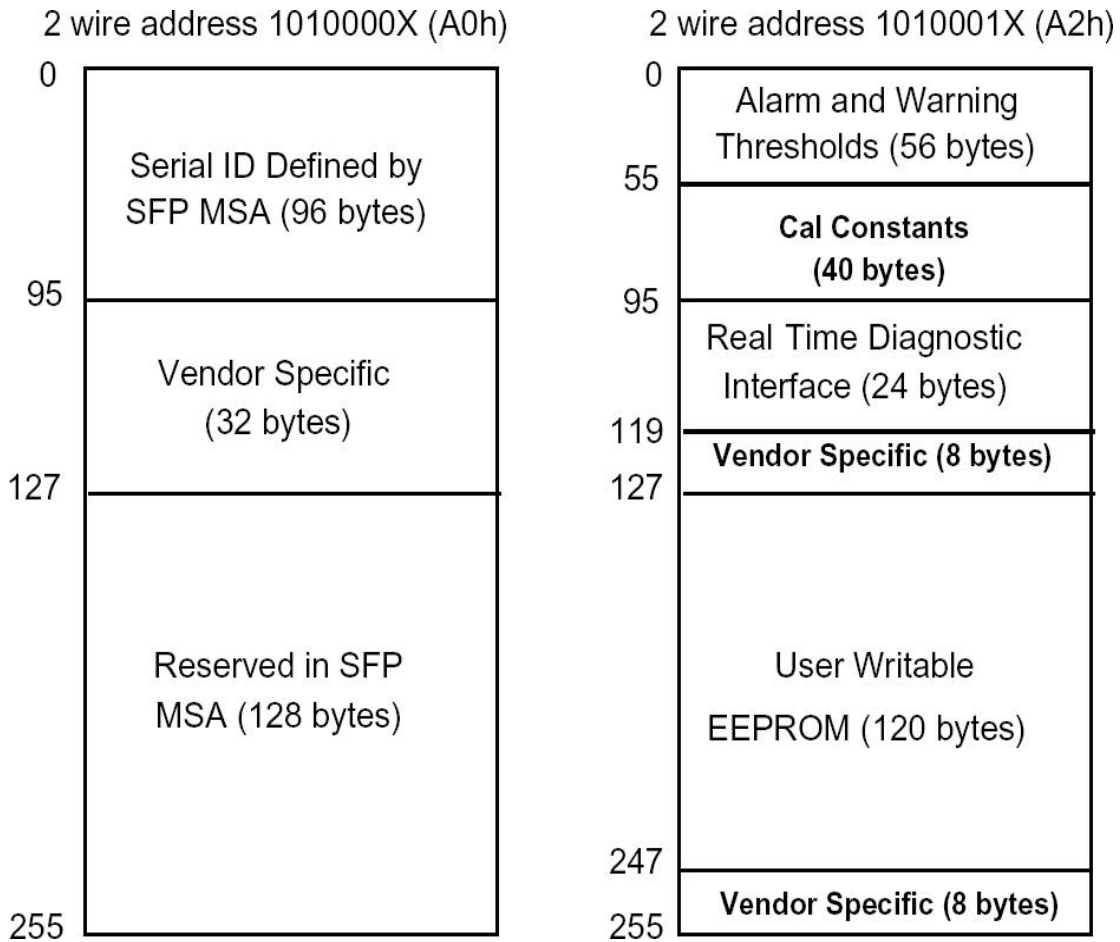 2 wire address 1010000X (A0h)
0
Serial ID Defined by
SFP MSA (96 bytes)
95
Vendor Specific
(32 bytes)
127
Reserved in SFP
MSA (128 bytes)
255
2 wire address 1010001X (A2h)
0
Alarm and Warning
Thresholds (56 bytes)
55
Cal Constants
(40 bytes)
95
Real Time Diagnostic
Interface (24 bytes)
119
Vendor Specific (8 bytes)
127
User Writable
EEPROM (120 bytes)
247
Vendor Specific (8 bytes)
255